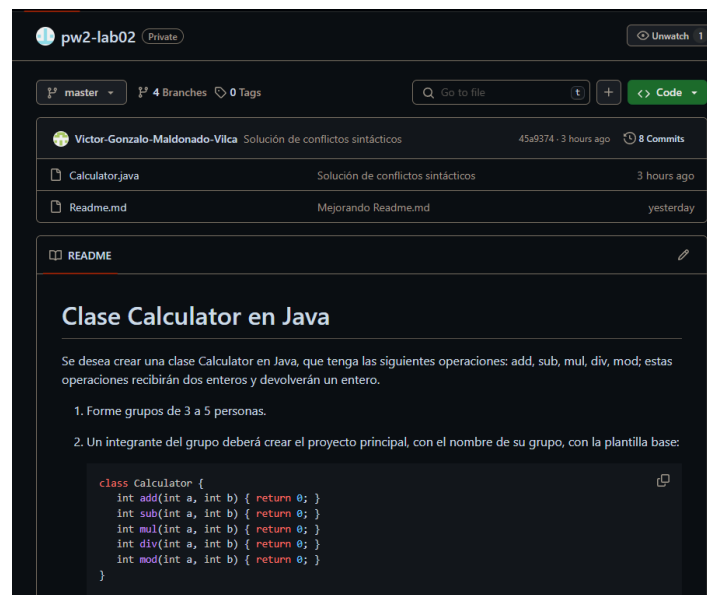 pw2-lab02 Private Unwatch 1
master 4 Branches 0 Tags Go to file t + <> Code
Victor-Gonzalo-Maldonado-Vilca Solución de conflictos sintácticos 45a9374 · 3 hours ago 8 Commits
Calculator.java Solución de conflictos sintácticos 3 hours ago
Readme.md Mejorando Readme.md yesterday
README
Clase Calculator en Java
Se desea crear una clase Calculator en Java, que tenga las siguientes operaciones: add, sub, mul, div, mod; estas
operaciones recibirán dos enteros y devolverán un entero.
1. Forme grupos de 3 a 5 personas.
2. Un integrante del grupo deberá crear el proyecto principal, con el nombre de su grupo, con la plantilla base:
class Calculator {
int add(int a, int b) { return 0; }
int sub(int a, int b) { return 0; }
int mul(int a, int b) { return 0; }
int div(int a, int b) { return 0; }
int mod(int a, int b) { return 0; }
}